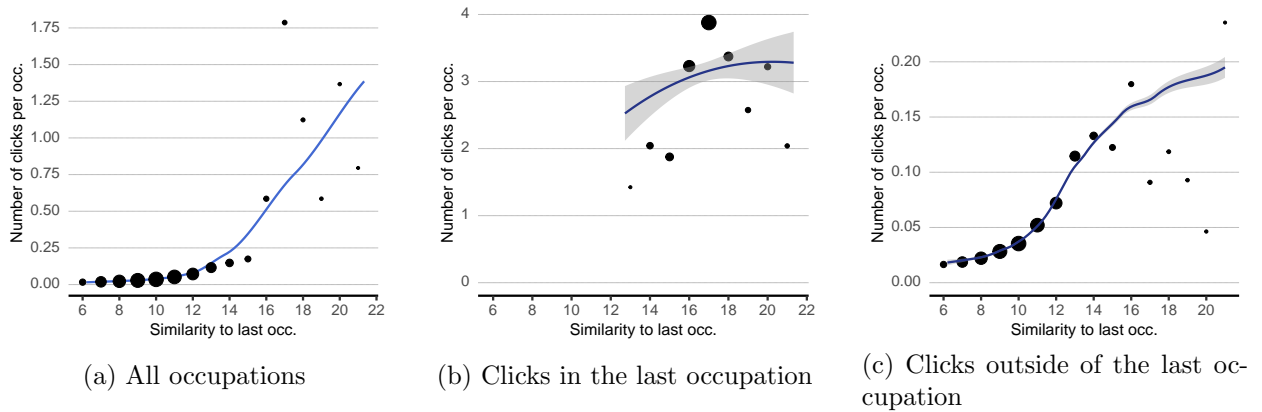 Number of clicks per occ.
1.75
1.50
1.25
1.00
0.75
0.50
0.25
0.00
6 8 10 12 14 16 18 20 22
Similarity to last occ.
(a) All occupations
Number of clicks per occ.
4
3
2
1
0
6 8 10 12 14 16 18 20 22
Similarity to last occ.
(b) Clicks in the last occupation
Number of clicks per occ.
0.20
0.15
0.10
0.05
0.00
6 8 10 12 14 16 18 20
Similarity to last occ.
(c) Clicks outside of the last oc-
cupation